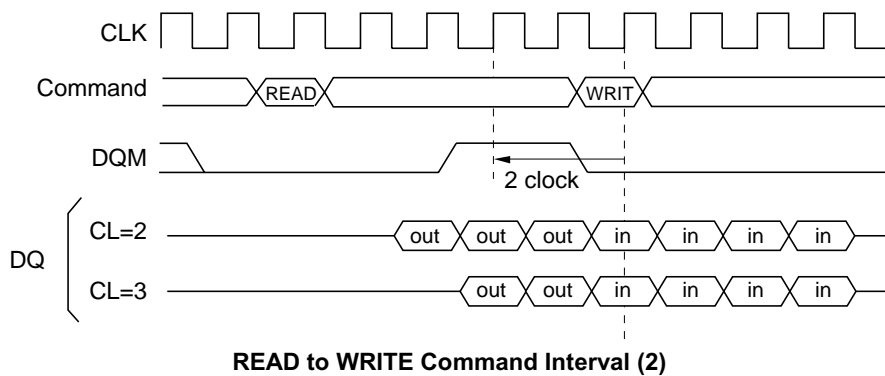 CLK
Command READ WRIT
DQM
2 clock
CL=2 out out out in in in in
DQ
CL=3 out out in in in in
READ to WRITE Command Interval (2)